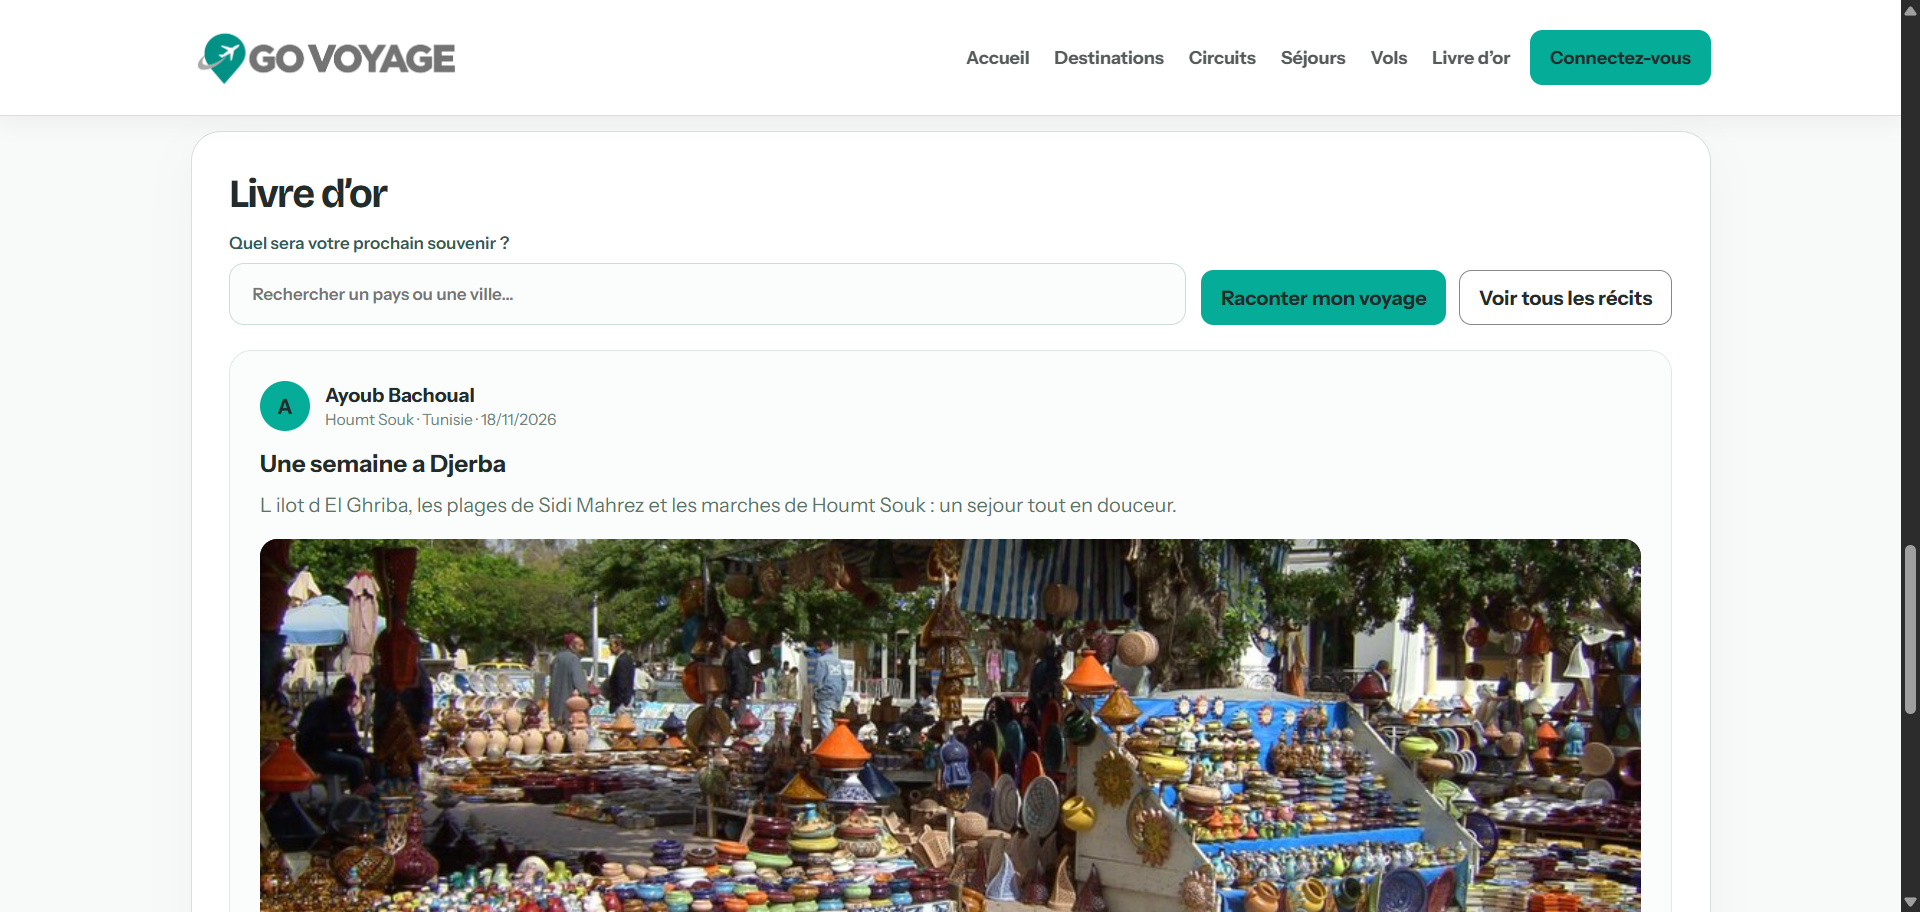 GO VOYAGE
Accueil Destinations Circuits Séjours Vols Livre d’or Connectez-vous
Livre d’or
Quel sera votre prochain souvenir ?
Rechercher un pays ou une ville...
Raconter mon voyage Voir tous les récits
A
Ayoub Bachoual
Houmt Souk · Tunisie · 18/11/2026
Une semaine a Djerba
L ilot d El Ghriba, les plages de Sidi Mahrez et les marches de Houmt Souk : un sejour tout en douceur.